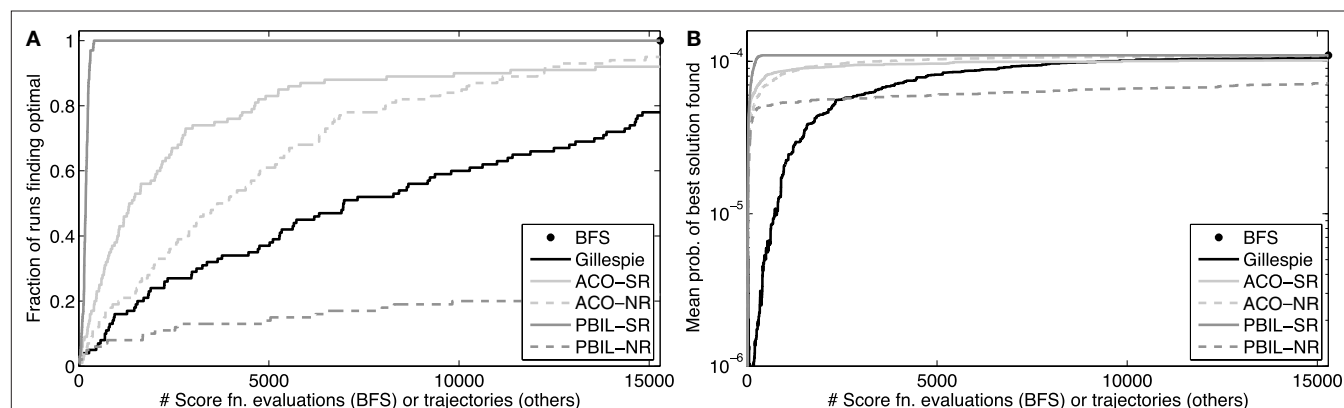 A
1
0.8
0.6
0.4
0.2
0
Fraction of runs finding optimal
0 5000 10000 15000
# Score fn. evaluations (BFS) or trajectories (others)
BFS
Gillespie
ACO−SR
ACO−NR
PBIL−SR
PBIL−NR
B
10⁻⁴
10⁻⁵
10⁻⁶
Mean prob. of best solution found
0 5000 10000 15000
# Score fn. evaluations (BFS) or trajectories (others)
BFS
Gillespie
ACO−SR
ACO−NR
PBIL−SR
PBIL−NR